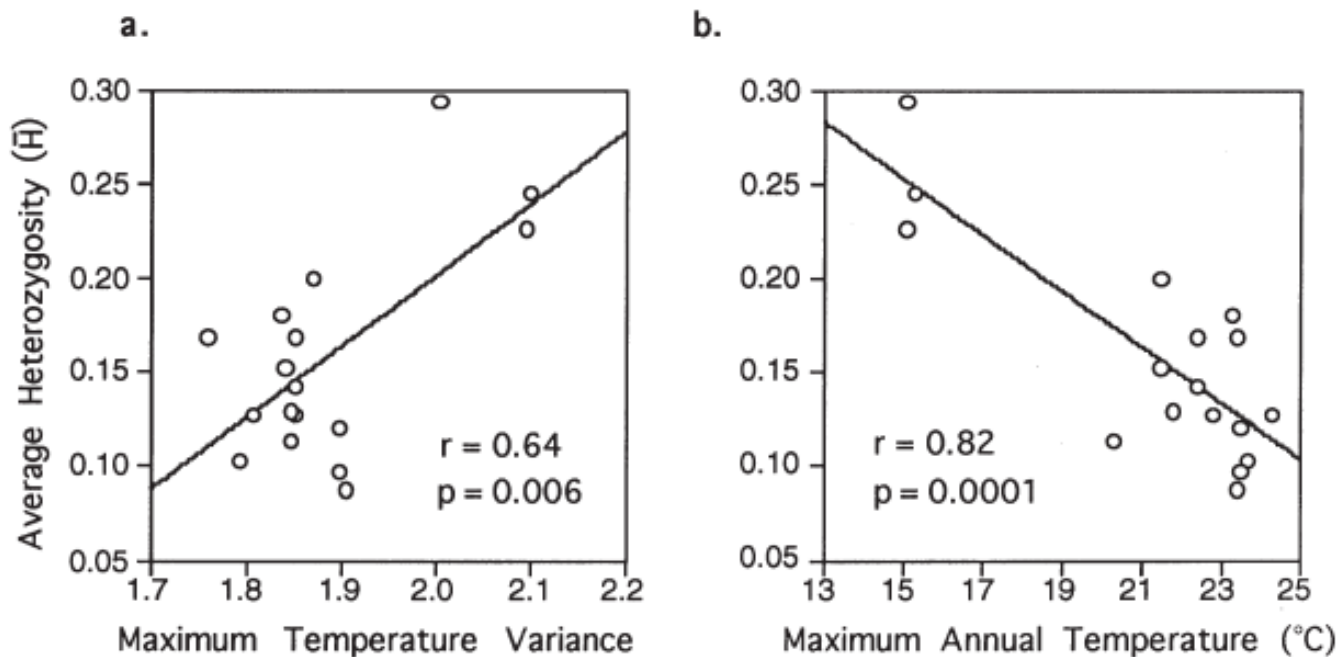 a.
Average Heterozygosity (H̅)
0.30
0.25
0.20
0.15
0.10
0.05
r = 0.64
p = 0.006
1.7 1.8 1.9 2.0 2.1 2.2
Maximum Temperature Variance
b.
0.30
0.25
0.20
0.15
0.10
0.05
r = 0.82
p = 0.0001
13 15 17 19 21 23 25
Maximum Annual Temperature (°C)